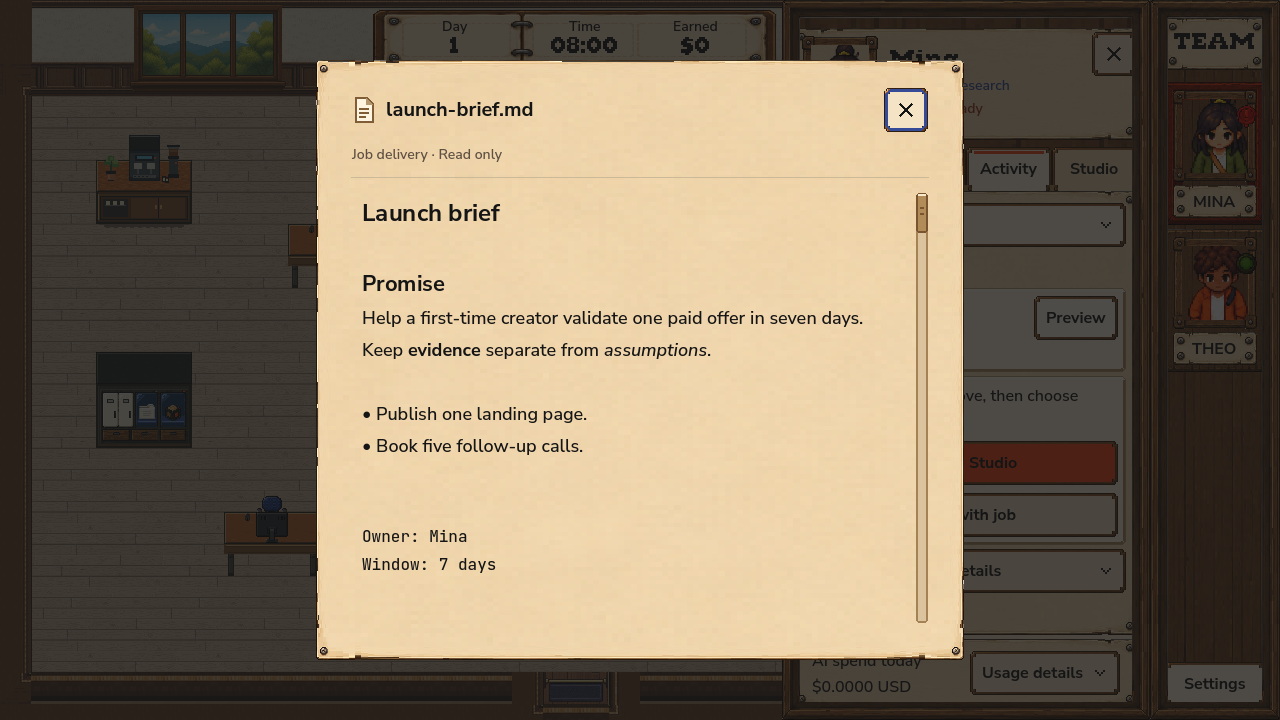 Day
1
Time
08:00
Earned
$0
TEAM
Activity
Studio
MINA
Preview
THEO
ve, then choose
Studio
with job
etails
AI spend today
$0.0000 USD
Usage details
Settings
launch-brief.md
Job delivery · Read only
Launch brief
Promise
Help a first-time creator validate one paid offer in seven days.
Keep evidence separate from assumptions.
• Publish one landing page.
• Book five follow-up calls.
Owner: Mina
Window: 7 days